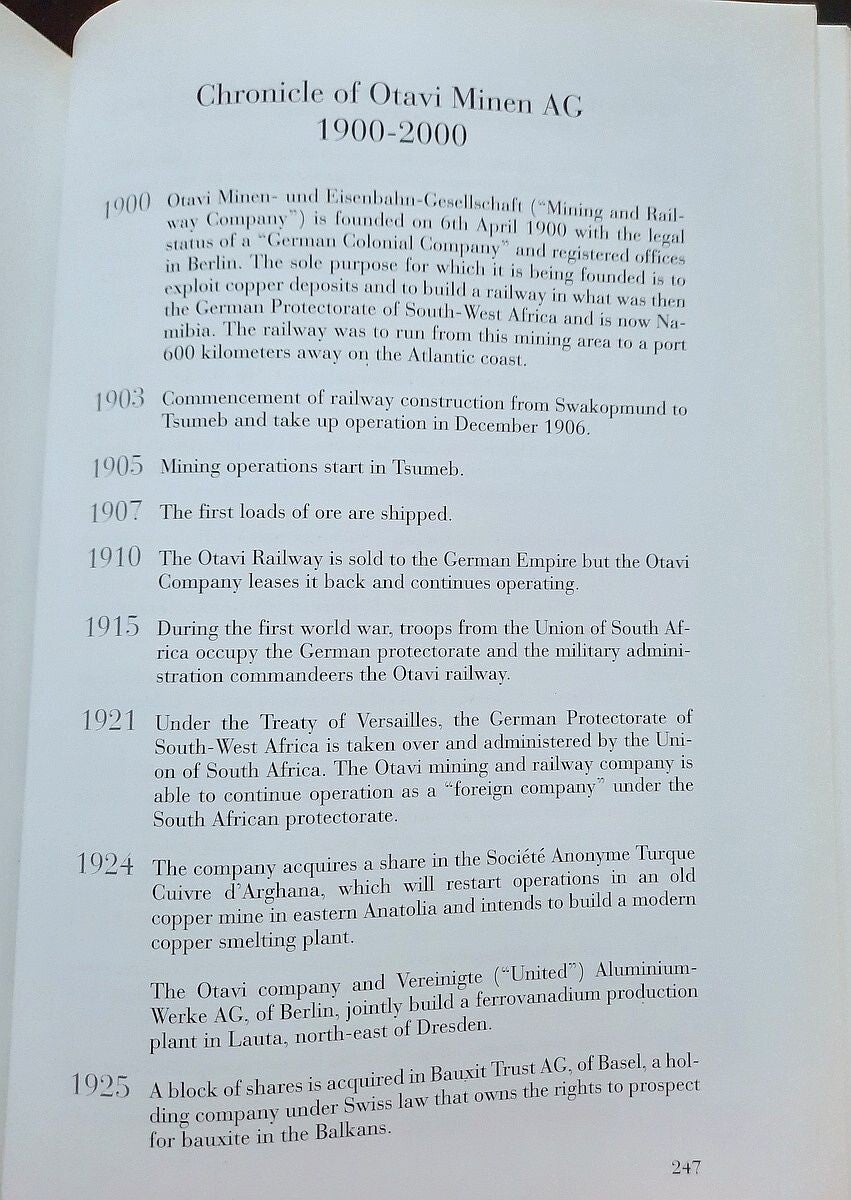 Chronicle of Otavi Minen AG
1900-2000
1900 Otavi Minen- und Eisenbahn-Gesellschaft (“Mining and Rail-
way Company”) is founded on 6th April 1900 with the legal
status of a “German Colonial Company” and registered offices
in Berlin. The sole purpose for which it is being founded is to
exploit copper deposits and to build a railway in what was then
the German Protectorate of South-West Africa and is now Na-
mibia. The railway was to run from this mining area to a port
600 kilometers away on the Atlantic coast.
1903 Commencement of railway construction from Swakopmund to
Tsumeb and take up operation in December 1906.
1905 Mining operations start in Tsumeb.
1907 The first loads of ore are shipped.
1910 The Otavi Railway is sold to the German Empire but the Otavi
Company leases it back and continues operating.
1915 During the first world war, troops from the Union of South Af-
rica occupy the German protectorate and the military admini-
stration commandeers the Otavi railway.
1921 Under the Treaty of Versailles, the German Protectorate of
South-West Africa is taken over and administered by the Uni-
on of South Africa. The Otavi mining and railway company is
able to continue operation as a “foreign company” under the
South African protectorate.
1924 The company acquires a share in the Société Anonyme Turque
Cuivre d’Arghana, which will restart operations in an old
copper mine in eastern Anatolia and intends to build a modern
copper smelting plant.
The Otavi company and Vereinigte (“United”) Aluminium-
Werke AG, of Berlin, jointly build a ferrovanadium production
plant in Lauta, north-east of Dresden.
1925 A block of shares is acquired in Bauxit Trust AG, of Basel, a hol-
ding company under Swiss law that owns the rights to prospect
for bauxite in the Balkans.
247